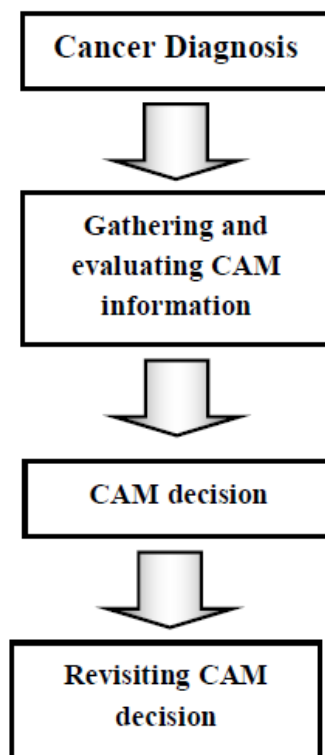 Cancer Diagnosis
Gathering and
evaluating CAM
information
CAM decision
Revisiting CAM
decision